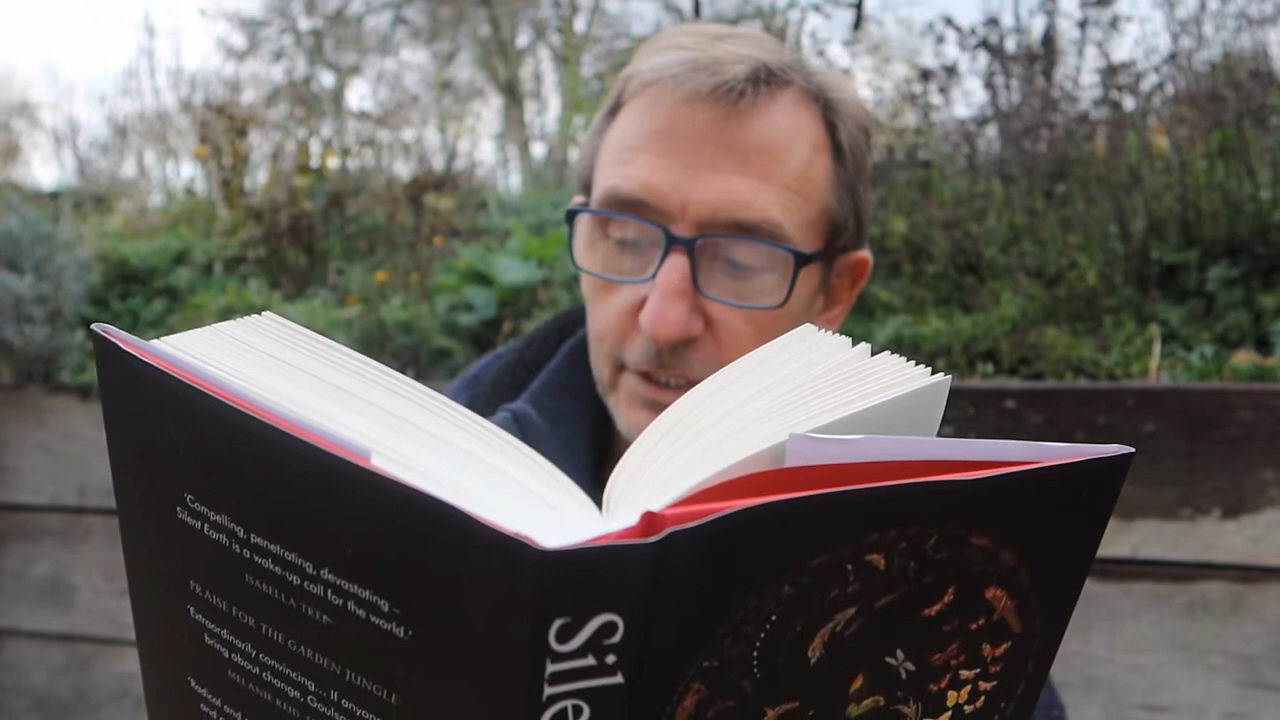 'Compelling, penetrating, devastating –
Silent Earth is a wake-up call for the world.'
ISABELLA TREE
PRAISE FOR THE GARDEN JUNGLE
'Extraordinarily convincing... If anyone
bring about change, Goulso
MELANIE REID,
'Radical and
and
Sile